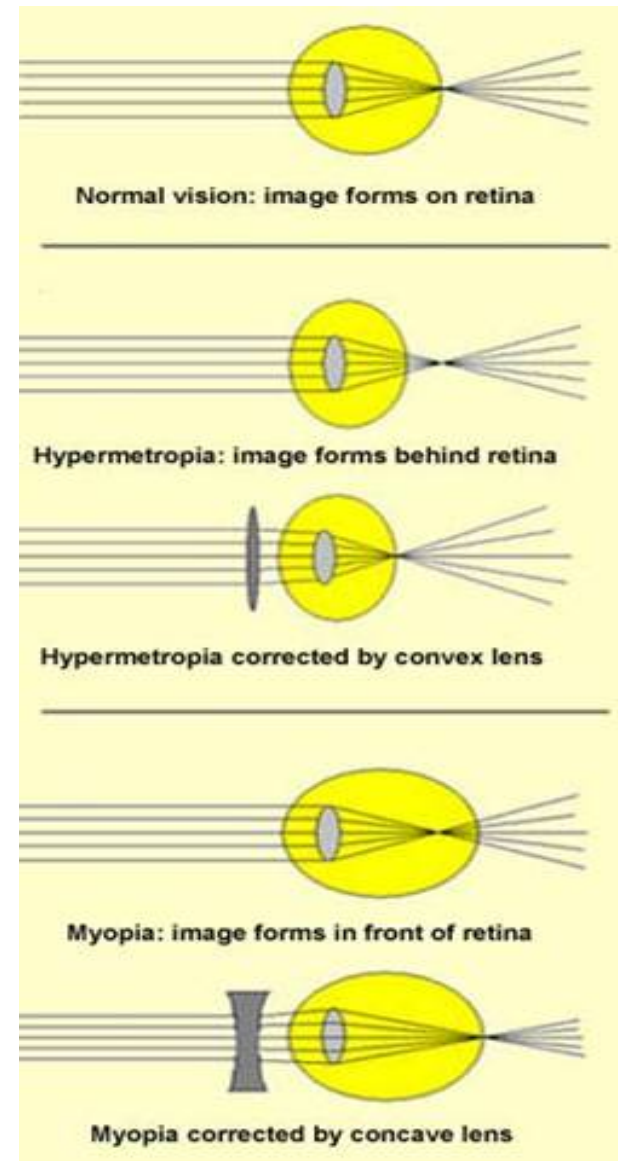 Normal vision: image forms on retina
Hypermetropia: image forms behind retina
Hypermetropia corrected by convex lens
Myopia: image forms in front of retina
Myopia corrected by concave lens